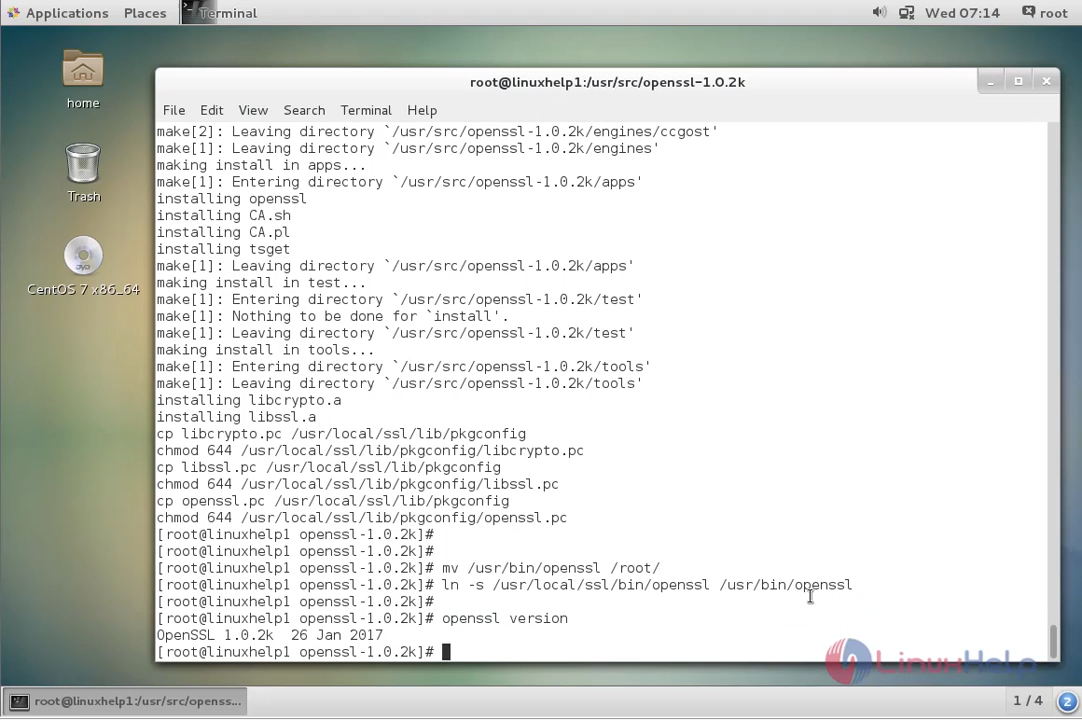 Applications Places Terminal Wed 07:14 root
home
Trash
CentOS 7 x86_64
root@linuxhelp1:/usr/src/openssl-1.0.2k
File Edit View Search Terminal Help
make[2]: Leaving directory `/usr/src/openssl-1.0.2k/engines/ccgost'
make[1]: Leaving directory `/usr/src/openssl-1.0.2k/engines'
making install in apps...
make[1]: Entering directory `/usr/src/openssl-1.0.2k/apps'
installing openssl
installing CA.sh
installing CA.pl
installing tsget
make[1]: Leaving directory `/usr/src/openssl-1.0.2k/apps'
making install in test...
make[1]: Entering directory `/usr/src/openssl-1.0.2k/test'
make[1]: Nothing to be done for `install'.
make[1]: Leaving directory `/usr/src/openssl-1.0.2k/test'
making install in tools...
make[1]: Entering directory `/usr/src/openssl-1.0.2k/tools'
make[1]: Leaving directory `/usr/src/openssl-1.0.2k/tools'
installing libcrypto.a
installing libssl.a
cp libcrypto.pc /usr/local/ssl/lib/pkgconfig
chmod 644 /usr/local/ssl/lib/pkgconfig/libcrypto.pc
cp libssl.pc /usr/local/ssl/lib/pkgconfig
chmod 644 /usr/local/ssl/lib/pkgconfig/libssl.pc
cp openssl.pc /usr/local/ssl/lib/pkgconfig
chmod 644 /usr/local/ssl/lib/pkgconfig/openssl.pc
[root@linuxhelp1 openssl-1.0.2k]#
[root@linuxhelp1 openssl-1.0.2k]#
[root@linuxhelp1 openssl-1.0.2k]# mv /usr/bin/openssl /root/
[root@linuxhelp1 openssl-1.0.2k]# ln -s /usr/local/ssl/bin/openssl /usr/bin/openssl
[root@linuxhelp1 openssl-1.0.2k]#
[root@linuxhelp1 openssl-1.0.2k]# openssl version
OpenSSL 1.0.2k  26 Jan 2017
[root@linuxhelp1 openssl-1.0.2k]#
LinuxHelp
root@linuxhelp1:/usr/src/openss... 1 / 4 2